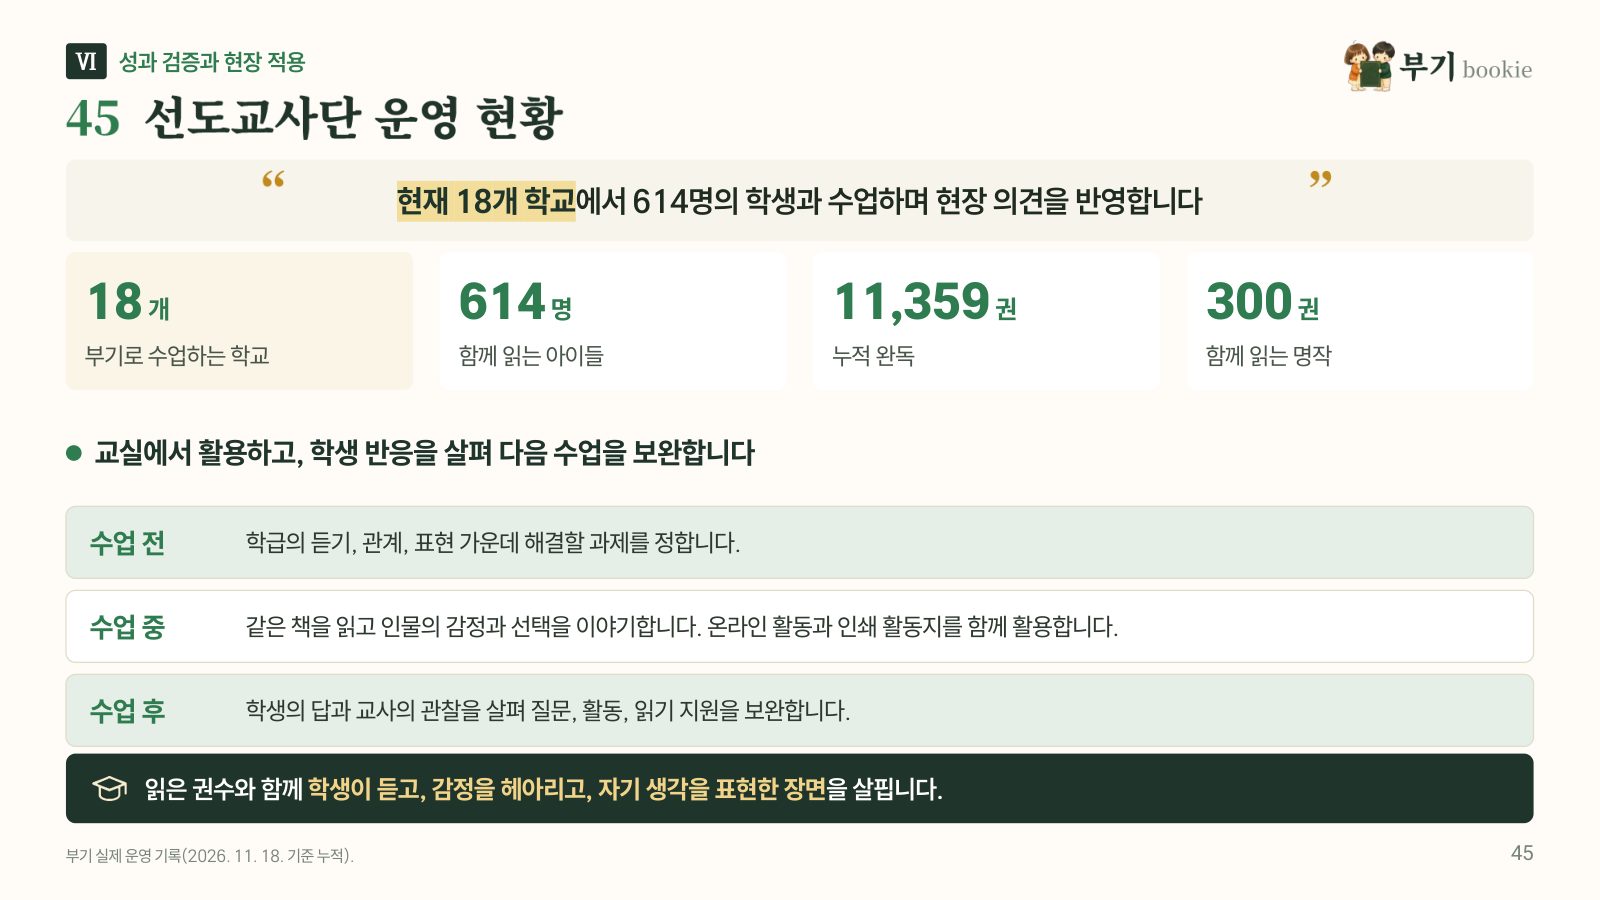 Ⅵ 성과 검증과 현장 적용
부기 bookie
45 선도교사단 운영 현황
“ 현재 18개 학교에서 614명의 학생과 수업하며 현장 의견을 반영합니다 ”
18 개
부기로 수업하는 학교
614 명
함께 읽는 아이들
11,359 권
누적 완독
300 권
함께 읽는 명작
교실에서 활용하고, 학생 반응을 살펴 다음 수업을 보완합니다
수업 전 학급의 듣기, 관계, 표현 가운데 해결할 과제를 정합니다.
수업 중 같은 책을 읽고 인물의 감정과 선택을 이야기합니다. 온라인 활동과 인쇄 활동지를 함께 활용합니다.
수업 후 학생의 답과 교사의 관찰을 살펴 질문, 활동, 읽기 지원을 보완합니다.
읽은 권수와 함께 학생이 듣고, 감정을 헤아리고, 자기 생각을 표현한 장면을 살핍니다.
부기 실제 운영 기록(2026. 11. 18. 기준 누적).
45